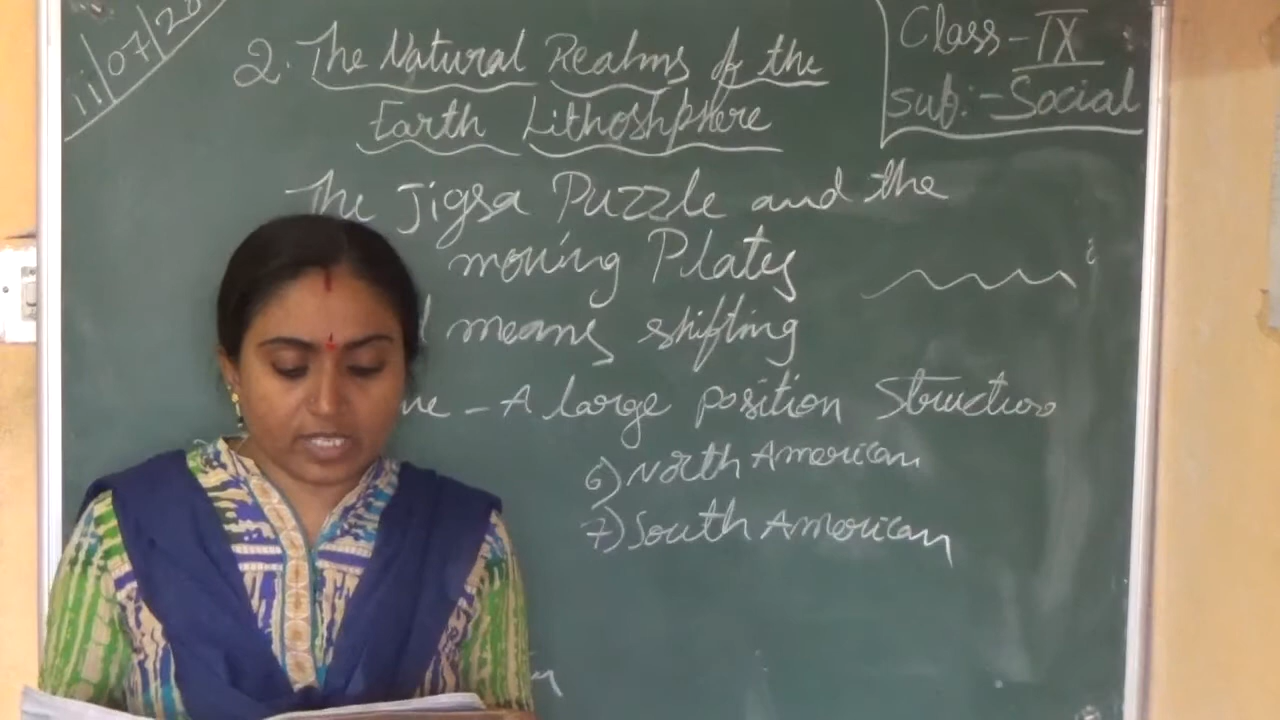 11/07/20
Class - IX
Sub:- Social
2. The Natural Realms of the
Earth Lithoshphere
The Jigsa Puzzle and the
moving Plates
means shifting
- A large position Structure
6) North American
7) South American